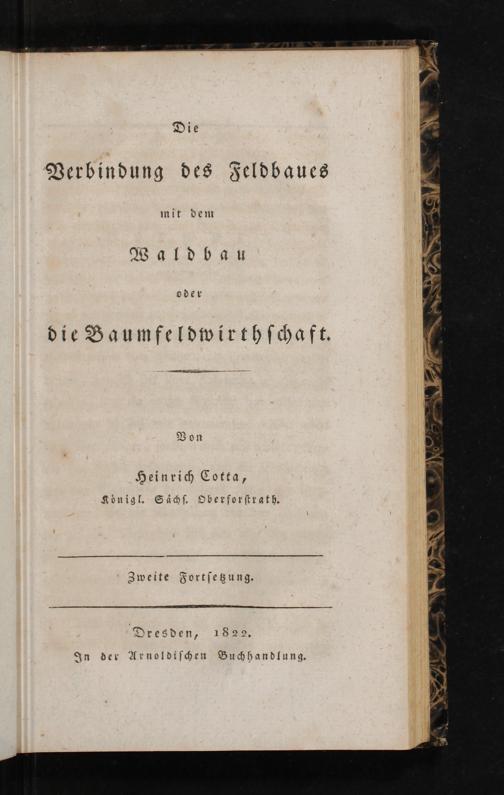 Die
Verbindung des Feldbaues
mit dem
Waldbau
oder
die Baumfeldwirthschaft.
Von
Heinrich Cotta,
Königl. Sächs. Oberforstrath.
Zweite Fortsetzung.
Dresden, 1822.
In der Arnoldischen Buchhandlung.